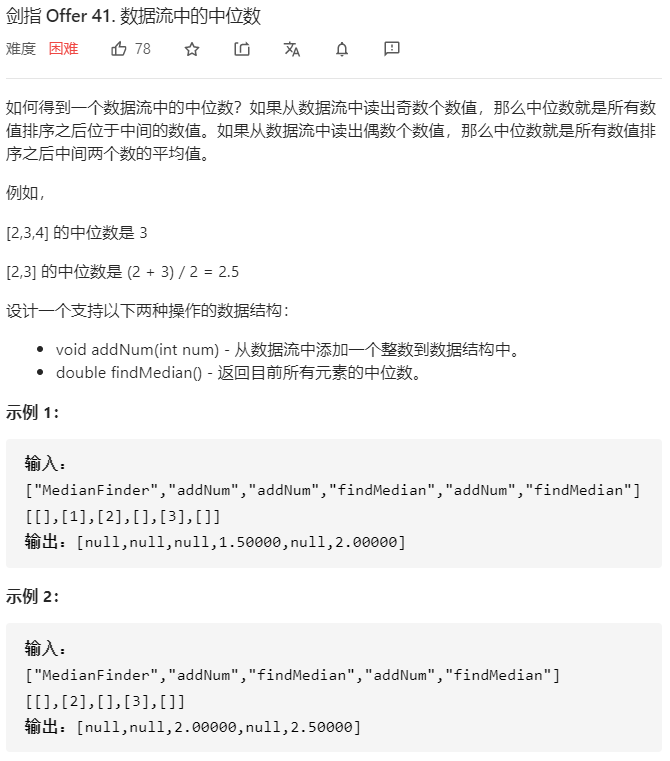 剑指 Offer 41. 数据流中的中位数
难度 困难 78
如何得到一个数据流中的中位数？如果从数据流中读出奇数个数值，那么中位数就是所有数
值排序之后位于中间的数值。如果从数据流中读出偶数个数值，那么中位数就是所有数值排
序之后中间两个数的平均值。
例如，
[2,3,4] 的中位数是 3
[2,3] 的中位数是 (2 + 3) / 2 = 2.5
设计一个支持以下两种操作的数据结构：
• void addNum(int num) - 从数据流中添加一个整数到数据结构中。
• double findMedian() - 返回目前所有元素的中位数。
示例 1：
输入：
["MedianFinder","addNum","addNum","findMedian","addNum","findMedian"]
[[],[1],[2],[],[3],[]]
输出：[null,null,null,1.50000,null,2.00000]
示例 2：
输入：
["MedianFinder","addNum","findMedian","addNum","findMedian"]
[[],[2],[],[3],[]]
输出：[null,null,2.00000,null,2.50000]